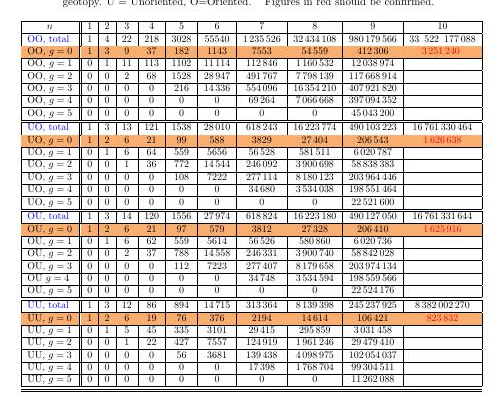 geotopy. U = Unoriented, O=Oriented. Figures in red should be confirmed.
n 1 2 3 4 5 6 7 8 9 10
OO, total 1 4 22 218 3028 55540 1 235 526 32 434 108 980 179 566 33 522 177 088
OO, g = 0 1 3 9 37 182 1143 7553 54 559 412 306 3 251 240
OO, g = 1 0 1 11 113 1102 11 114 112 846 1 160 532 12 038 974
OO, g = 2 0 0 2 68 1528 28 947 491 767 7 798 139 117 668 914
OO, g = 3 0 0 0 0 216 14 336 554 096 16 354 210 407 921 820
OO, g = 4 0 0 0 0 0 0 69 264 7 066 668 397 094 352
OO, g = 5 0 0 0 0 0 0 0 0 45 043 200
UO, total 1 3 13 121 1538 28 010 618 243 16 223 774 490 103 223 16 761 330 464
UO, g = 0 1 2 6 21 99 588 3829 27 404 206 543 1 626 638
UO, g = 1 0 1 6 64 559 5656 56 528 581 511 6 020 787
UO, g = 2 0 0 1 36 772 14 544 246 092 3 900 698 58 838 383
UO, g = 3 0 0 0 0 108 7222 277 114 8 180 123 203 964 446
UO, g = 4 0 0 0 0 0 0 34 680 3 534 038 198 551 464
UO, g = 5 0 0 0 0 0 0 0 0 22 521 600
OU, total 1 3 14 120 1556 27 974 618 824 16 223 180 490 127 050 16 761 331 644
OU, g = 0 1 2 6 21 97 579 3812 27 328 206 410 1 625 916
OU, g = 1 0 1 6 62 559 5614 56 526 580 860 6 020 736
OU, g = 2 0 0 2 37 788 14 558 246 331 3 900 740 58 842 028
OU, g = 3 0 0 0 0 112 7223 277 407 8 179 658 203 974 134
OU g = 4 0 0 0 0 0 0 34 748 3 534 594 198 559 566
OU, g = 5 0 0 0 0 0 0 0 0 22 524 176
UU, total 1 3 12 86 894 14 715 313 364 8 139 398 245 237 925 8 382 002 270
UU, g = 0 1 2 6 19 76 376 2194 14 614 106 421 823 832
UU, g = 1 0 1 5 45 335 3101 29 415 295 859 3 031 458
UU, g = 2 0 0 1 22 427 7557 124 919 1 961 246 29 479 410
UU, g = 3 0 0 0 0 56 3681 139 438 4 098 975 102 054 037
UU, g = 4 0 0 0 0 0 0 17 398 1 768 704 99 304 511
UU, g = 5 0 0 0 0 0 0 0 0 11 262 088